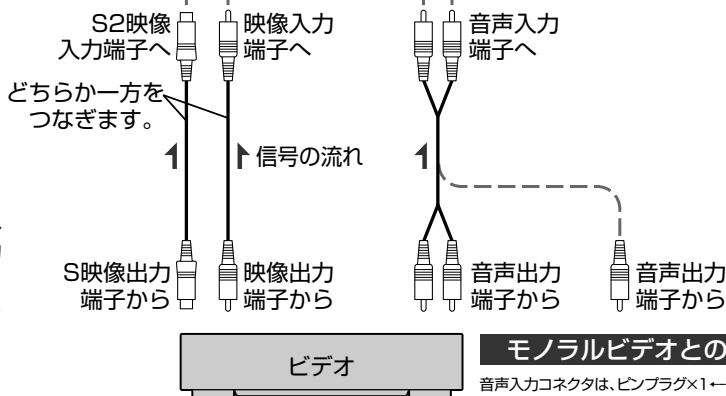 S2映像
入力端子へ
映像入力
端子へ
音声入力
端子へ
どちらか一方を
つなぎます。
信号の流れ
S映像出力
端子から
映像出力
端子から
音声出力
端子から
音声出力
端子から
ビデオ
モノラルビデオとの
音声入力コネクタは、ピンプラグ×1←